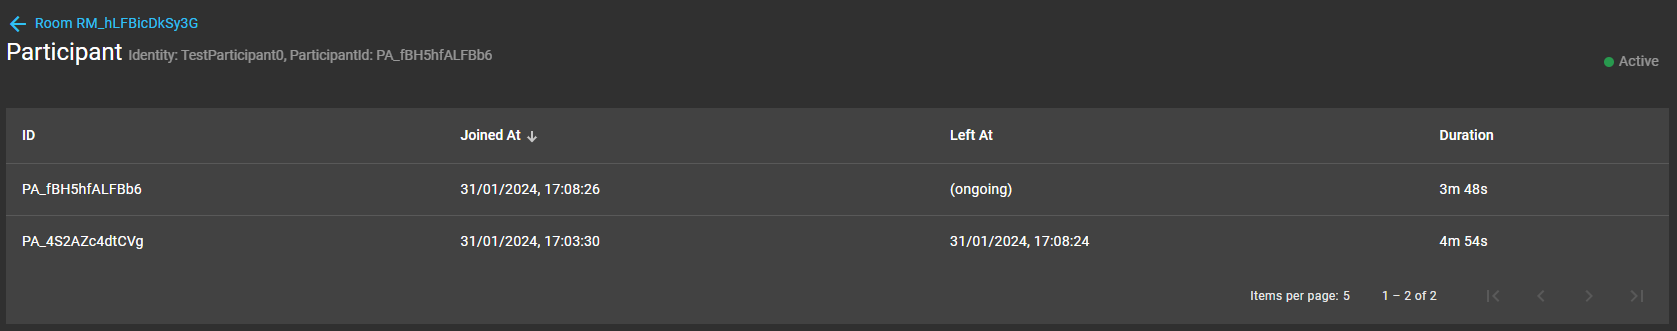 Room RM_hLFBicDkSy3G
Participant Identity: TestParticipant0, ParticipantId: PA_fBH5hfALFBb6
Active
ID Joined At Left At Duration
PA_fBH5hfALFBb6 31/01/2024, 17:08:26 (ongoing) 3m 48s
PA_4S2AZc4dtCVg 31/01/2024, 17:03:30 31/01/2024, 17:08:24 4m 54s
Items per page: 5 1 – 2 of 2